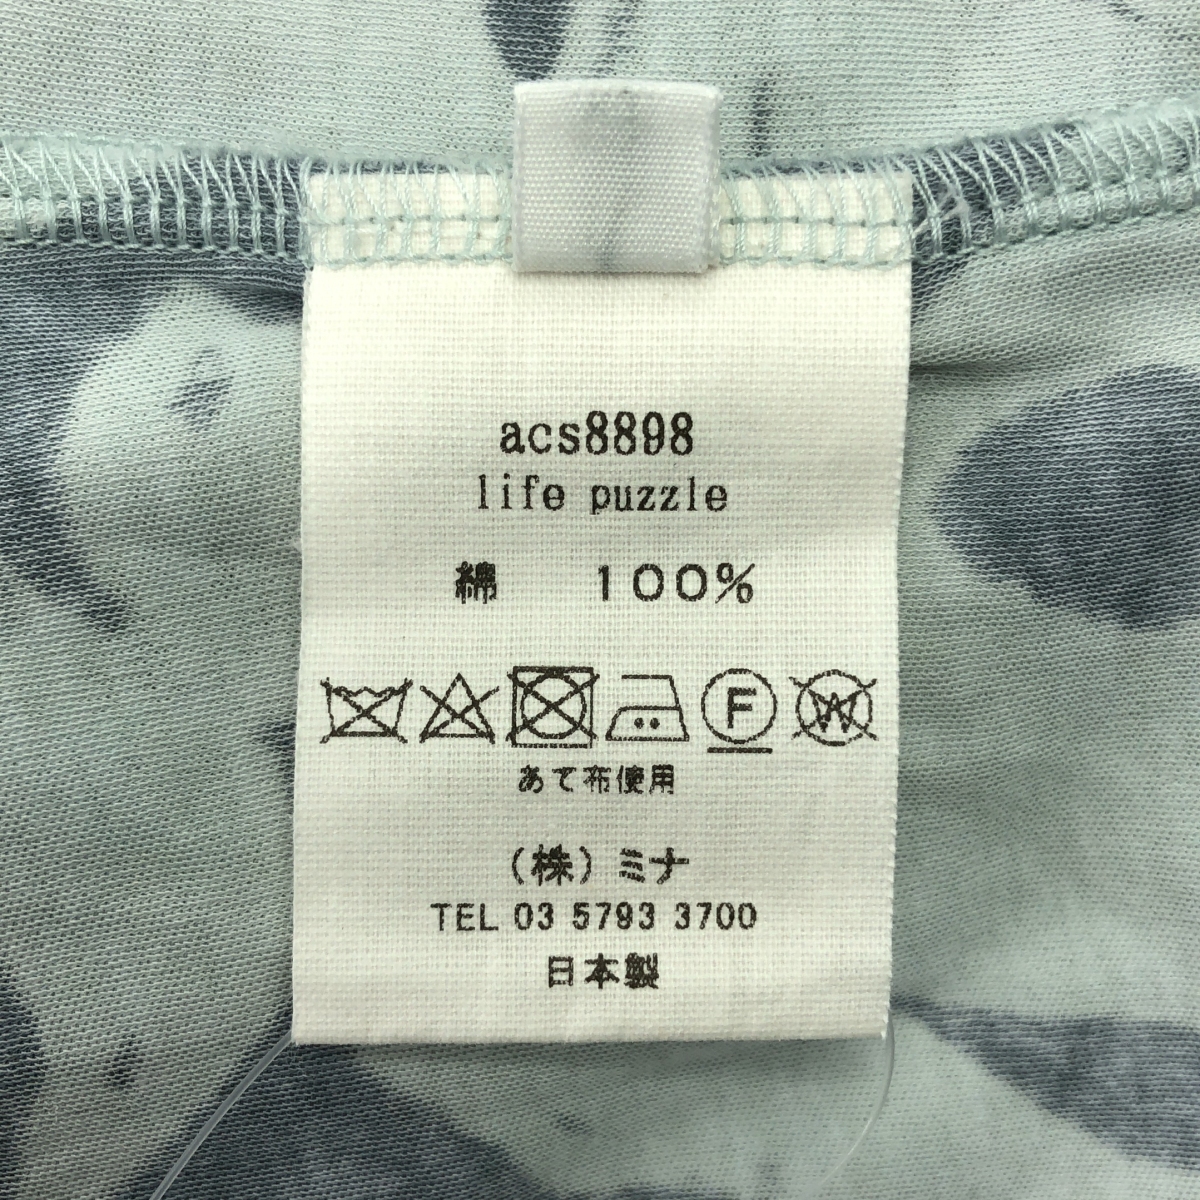 acs8898
life puzzle
綿 100%
F W
あて布使用
(株)ミナ
TEL 03 5793 3700
日本製